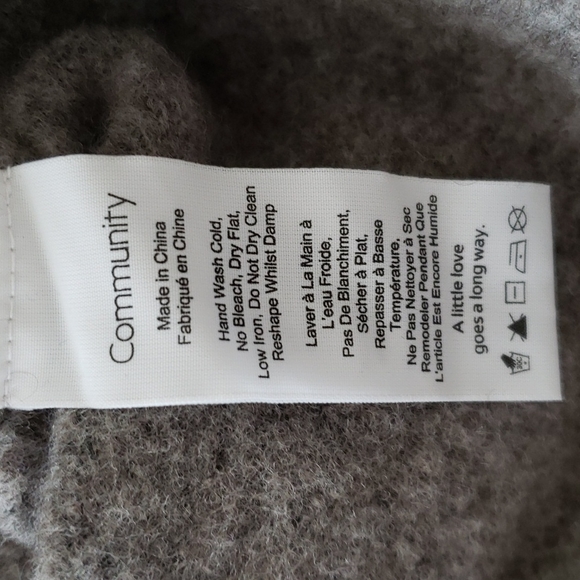 Community
Made in China
Fabriqué en Chine
Hand Wash Cold,
No Bleach, Dry Flat,
Low Iron, Do Not Dry Clean
Reshape Whilst Damp
Laver à La Main à
L'eau Froide,
Pas De Blanchiment,
Sécher à Plat,
Repasser à Basse
Température,
Ne Pas Nettoyer à Sec
Remodeler Pendant Que
L'article Est Encore Humide
A little love
goes a long way.